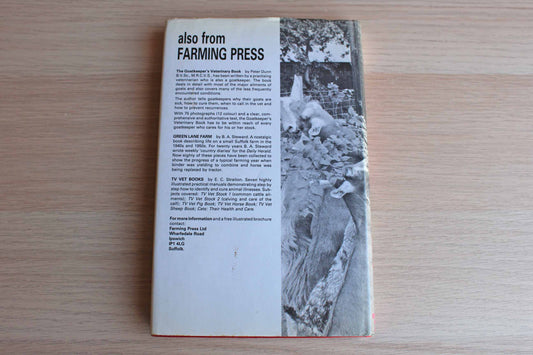 also from
FARMING PRESS
The Goatkeeper's Veterinary Book by Peter Dunn
B.V.Sc., M.R.C.V.S., has been written by a practising
veterinarian who is also a goatkeeper. The book
deals in detail with most of the major ailments of
goats and also covers many of the less frequently
encountered conditions.
The author tells goatkeepers why their goats are
sick, how to cure them, when to call in the vet and
how to prevent recurrences.
With 75 photographs (12 colour) and a clear, com-
prehensive and authoritative text, the Goatkeeper's
Veterinary Book has to be within reach of every
goatkeeper who cares for his or her stock.
GREEN LANE FARM by B. A. Steward. A nostalgic
book describing life on a small Suffolk farm in the
1940s and 1950s. For twenty years B. A. Steward
wrote weekly 'country diaries' for the Daily Herald.
Now eighty of these pieces have been collected to
show the progress of a typical farming year when
binder was yielding to combine and horse was
being replaced by tractor.
TV VET BOOKS by E. C. Straiton. Seven highly
illustrated practical manuals demonstrating step by
step how to identify and cure animal illnesses. Sub-
jects covered: TV Vet Stock 1 (common cattle ail-
ments); TV Vet Stock 2 (calving and care of the
calf); TV Vet Pig Book; TV Vet Horse Book; TV Vet
Sheep Book; Cats: Their Health and Care.
For more information and a free illustrated brochure
contact:
Farming Press Ltd
Wharfedale Road
Ipswich
IP1 4LG
Suffolk.